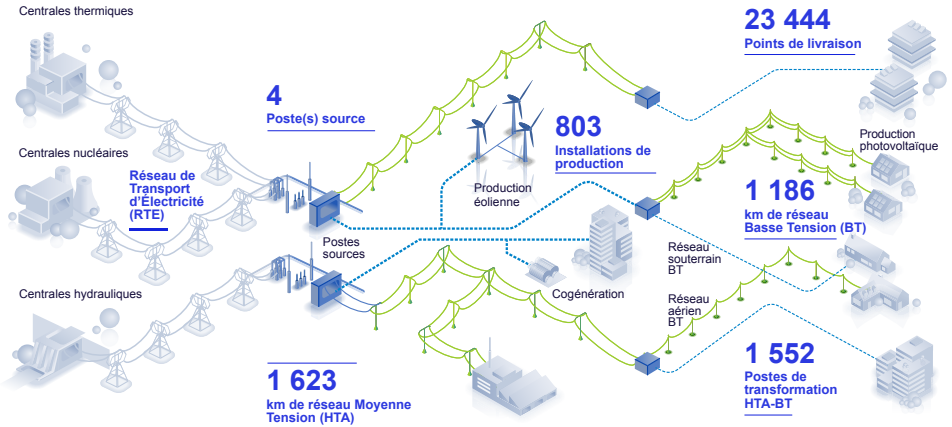 Centrales thermiques
23 444
Points de livraison
4
Poste(s) source
803
Installations de
production
Production
photovoltaïque
Centrales nucléaires
Réseau de
Transport
d'Électricité
(RTE)
Production
éolienne
1 186
km de réseau
Basse Tension (BT)
Postes
sources
Réseau
souterrain
BT
Centrales hydrauliques
Cogénération
Réseau
aérien
BT
1 623
km de réseau Moyenne
Tension (HTA)
1 552
Postes de
transformation
HTA-BT